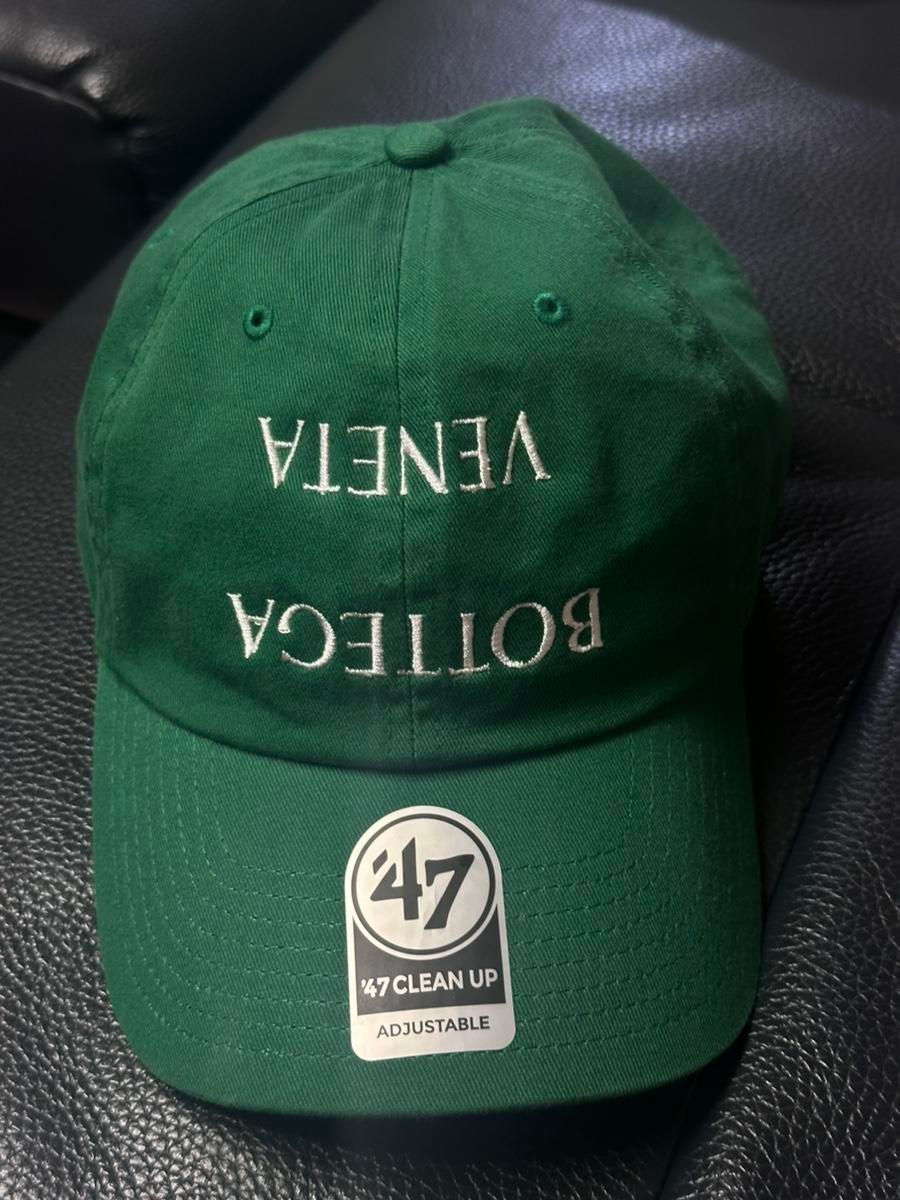 BOTTEGA
VENETA
'47
'47 CLEAN UP
ADJUSTABLE